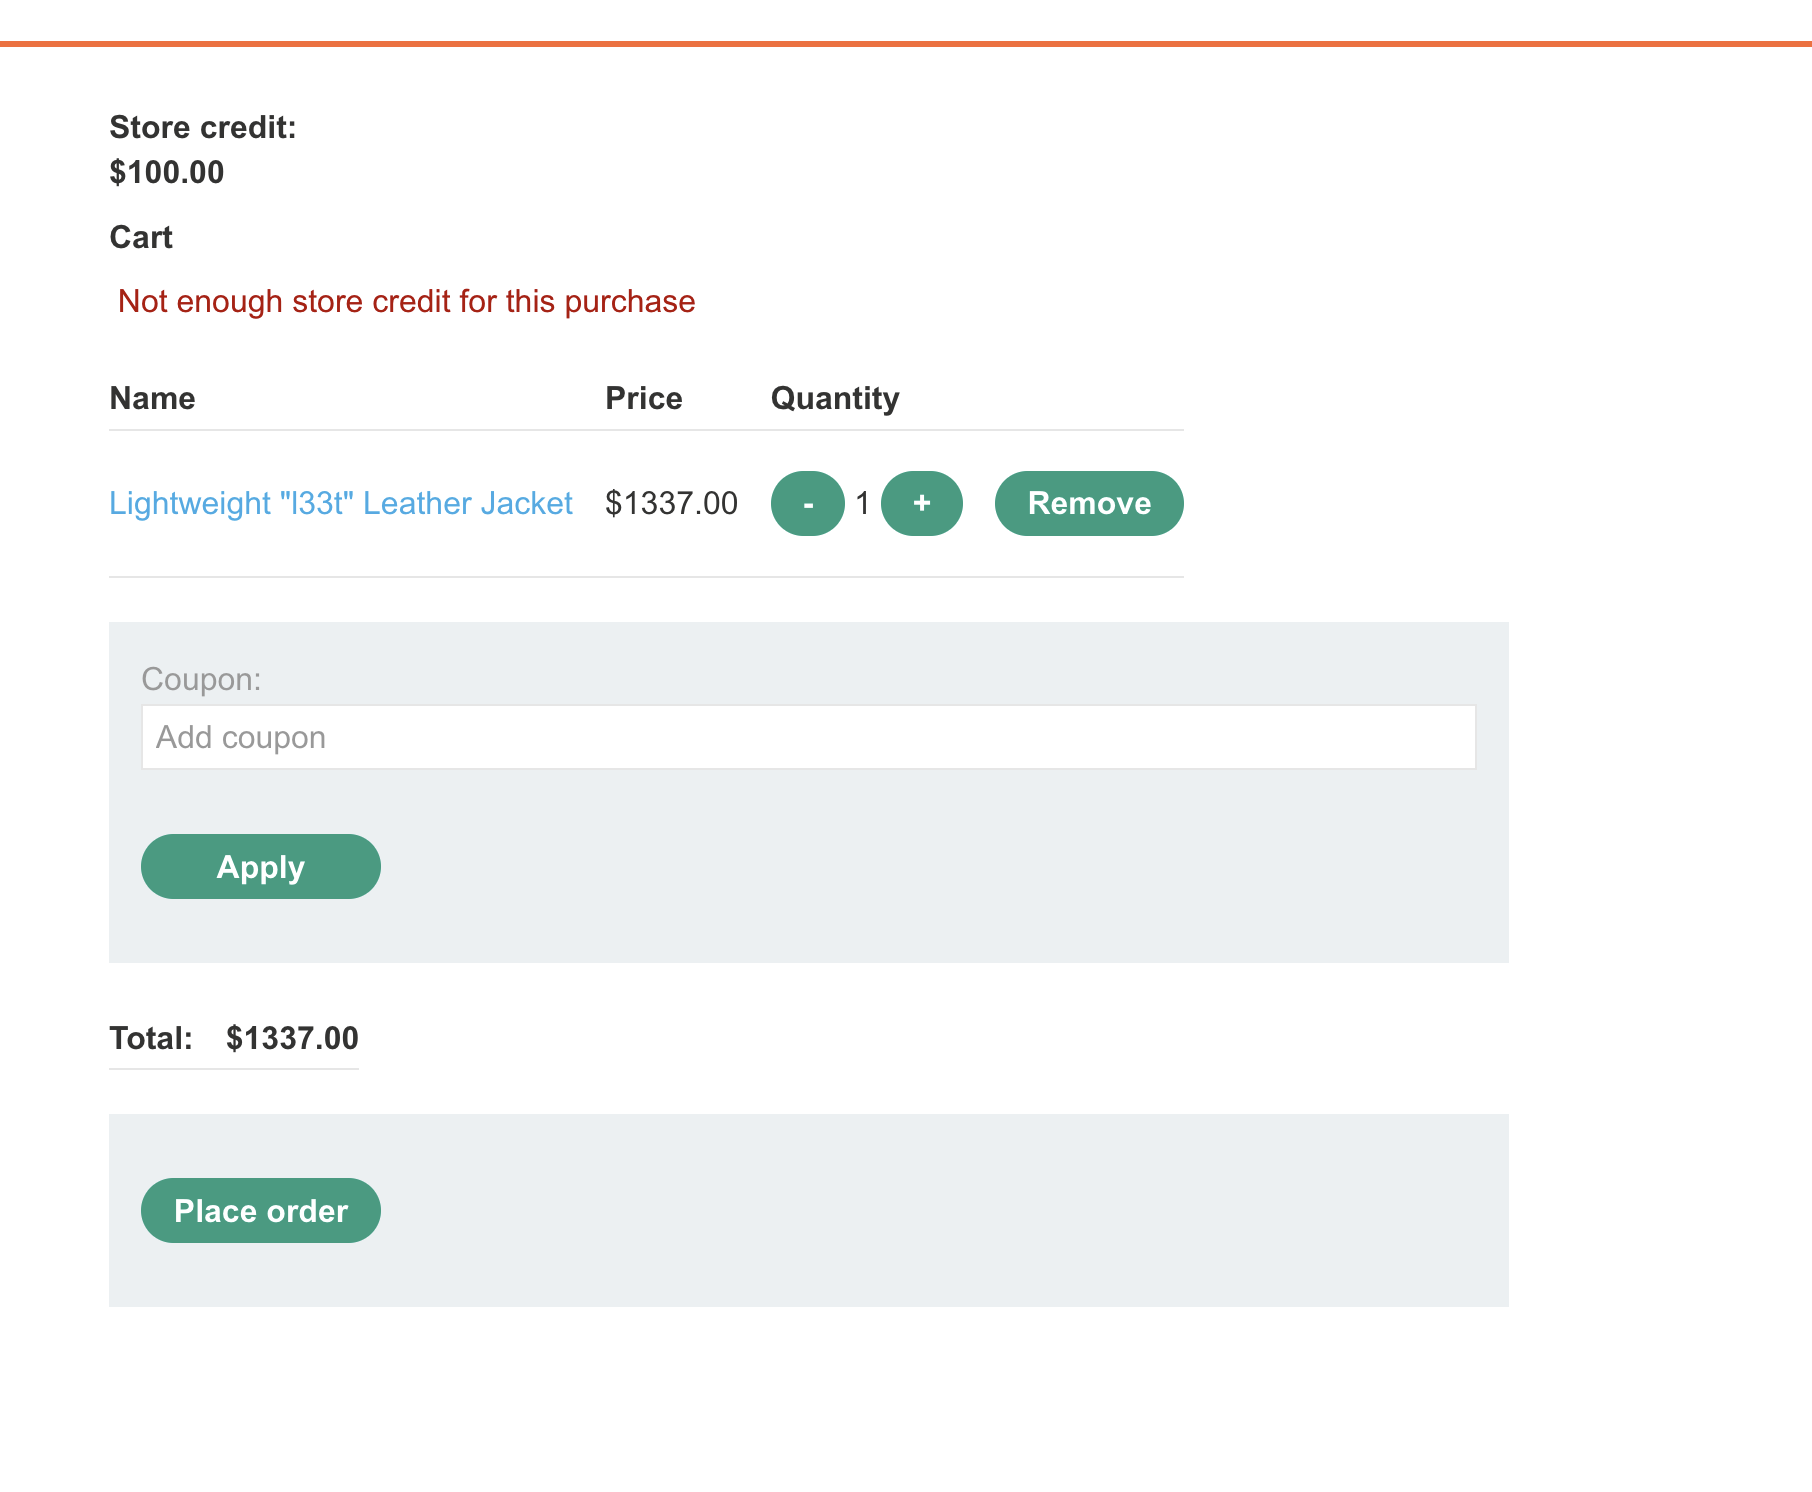 Store credit:
$100.00
Cart
Not enough store credit for this purchase
Name Price Quantity
Lightweight "l33t" Leather Jacket $1337.00 - 1 + Remove
Coupon:
Add coupon
Apply
Total: $1337.00
Place order